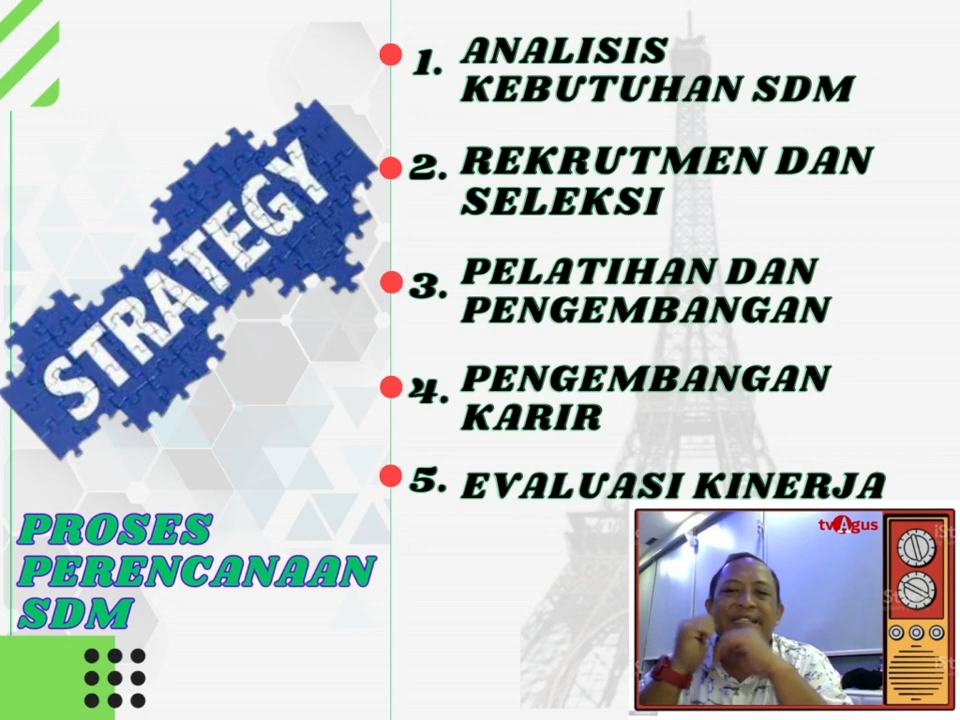 1. ANALISIS
KEBUTUHAN SDM
2. REKRUTMEN DAN
SELEKSI
3. PELATIHAN DAN
PENGEMBANGAN
4. PENGEMBANGAN
KARIR
5. EVALUASI KINERJA
STRATEGY
PROSES
PERENCANAAN
SDM
twAgus